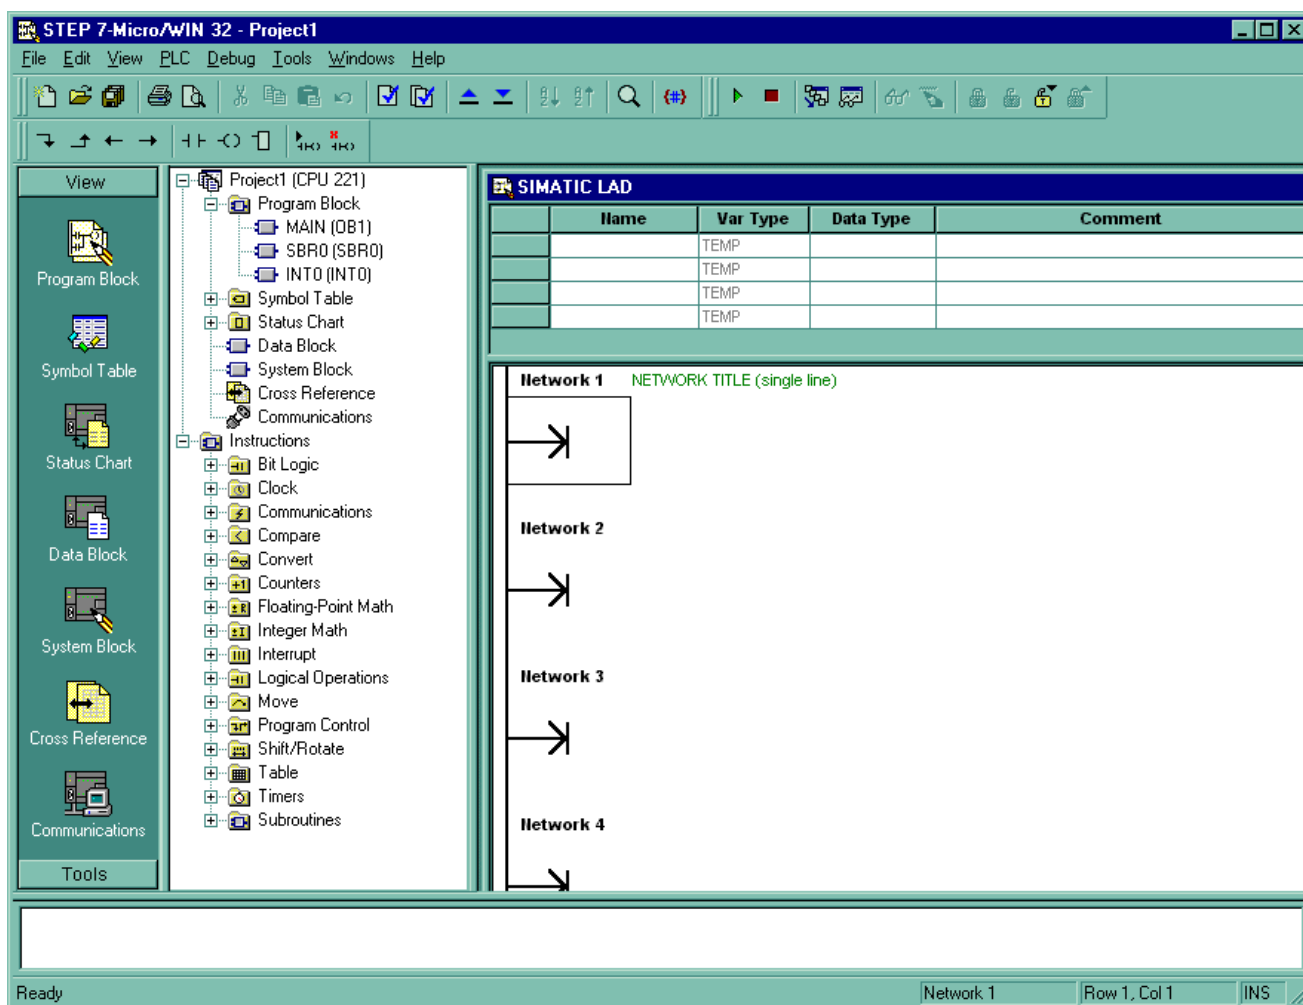 STEP 7-Micro/WIN 32 - Project1
File Edit View PLC Debug Tools Windows Help
View
Program Block
Symbol Table
Status Chart
Data Block
System Block
Cross Reference
Communications
Tools
Project1 (CPU 221)
Program Block
MAIN (OB1)
SBR0 (SBR0)
INT0 (INT0)
Symbol Table
Status Chart
Data Block
System Block
Cross Reference
Communications
Instructions
Bit Logic
Clock
Communications
Compare
Convert
Counters
Floating-Point Math
Integer Math
Interrupt
Logical Operations
Move
Program Control
Shift/Rotate
Table
Timers
Subroutines
SIMATIC LAD
Name Var Type Data Type Comment
TEMP
TEMP
TEMP
TEMP
Network 1 NETWORK TITLE (single line)
Network 2
Network 3
Network 4
Ready Network 1 Row 1, Col 1 INS